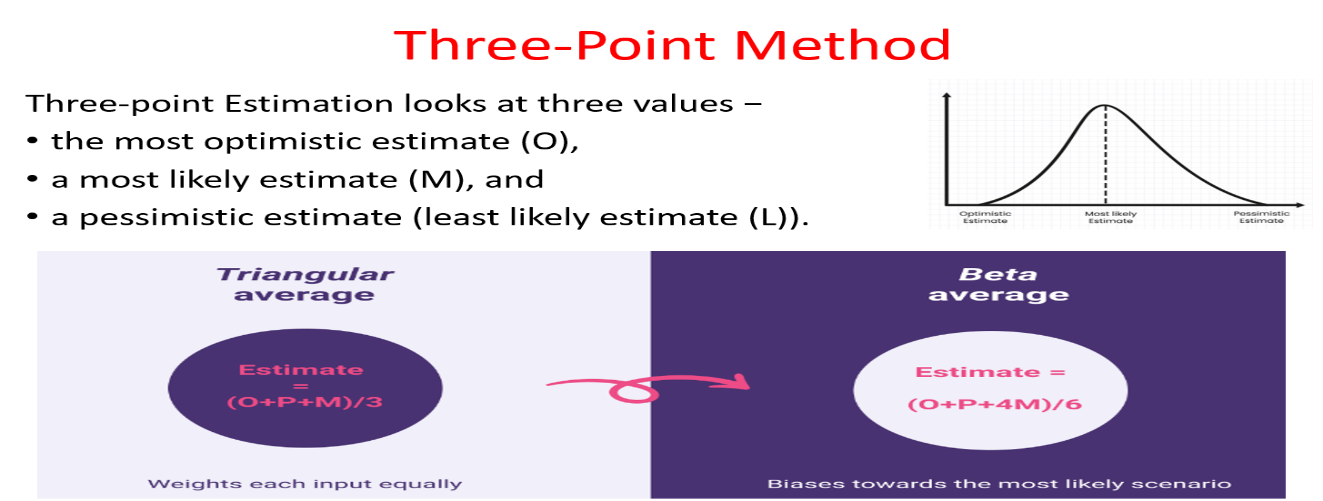 Three-Point Method
Three-point Estimation looks at three values –
• the most optimistic estimate (O),
• a most likely estimate (M), and
• a pessimistic estimate (least likely estimate (L)).
Optimistic
Estimate
Most likely
Estimate
Pessimistic
Estimate
Triangular
average
Estimate
=
(O+P+M)/3
Weights each input equally
Beta
average
Estimate =
(O+P+4M)/6
Biases towards the most likely scenario